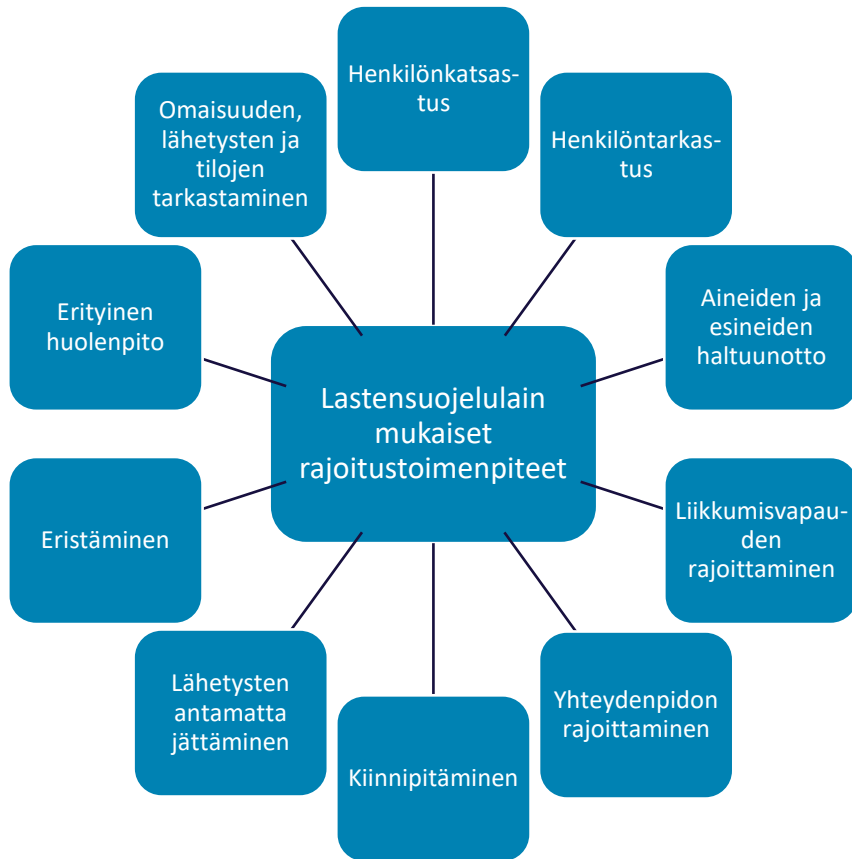 Henkilönkatsas-
tus
Henkilöntarkas-
tus
Aineiden ja
esineiden
haltuunotto
Liikkumisvapau-
den
rajoittaminen
Yhteydenpidon
rajoittaminen
Kiinnipitäminen
Lähetysten
antamatta
jättäminen
Eristäminen
Erityinen
huolenpito
Omaisuuden,
lähetysten ja
tilojen
tarkastaminen
Lastensuojelulain
mukaiset
rajoitustoimenpiteet